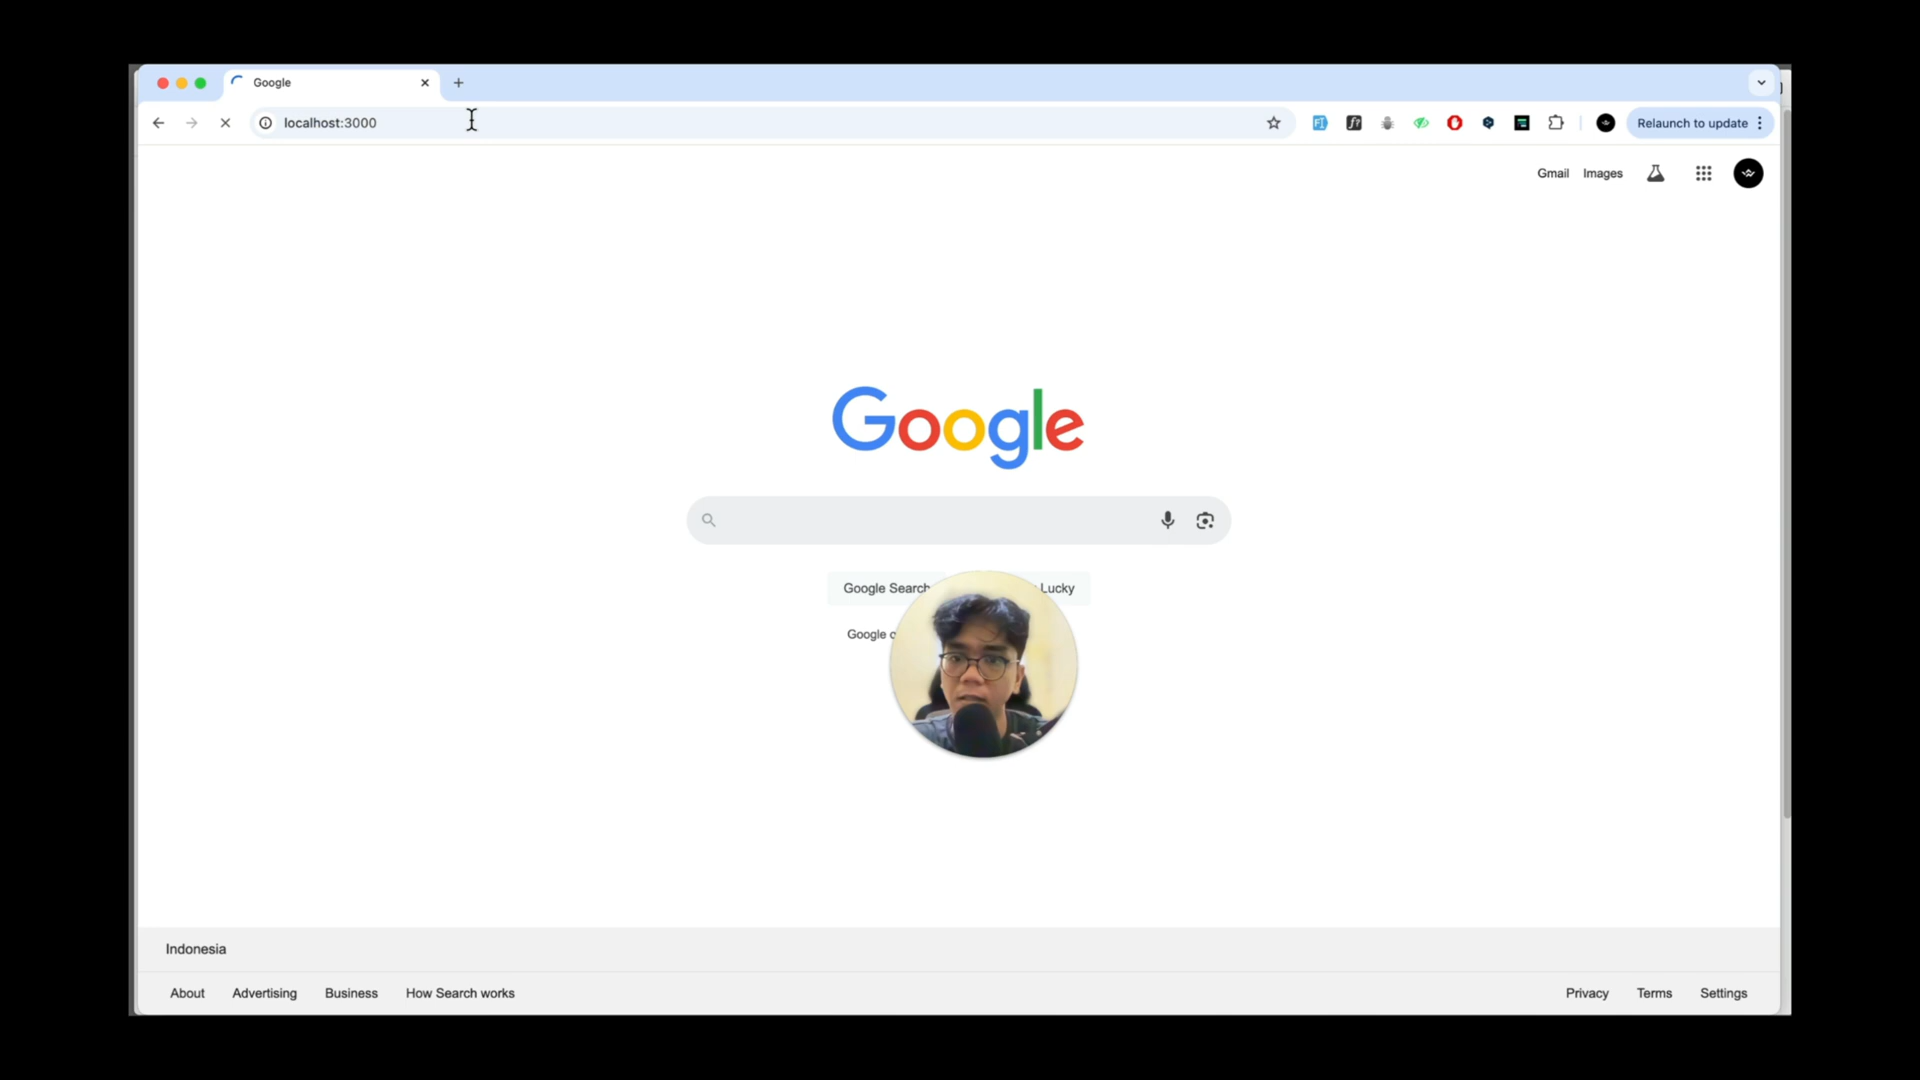 Google
localhost:3000
Relaunch to update
Gmail Images
Google
Google Search
Lucky
Google
Indonesia
About Advertising Business How Search works
Privacy Terms Settings